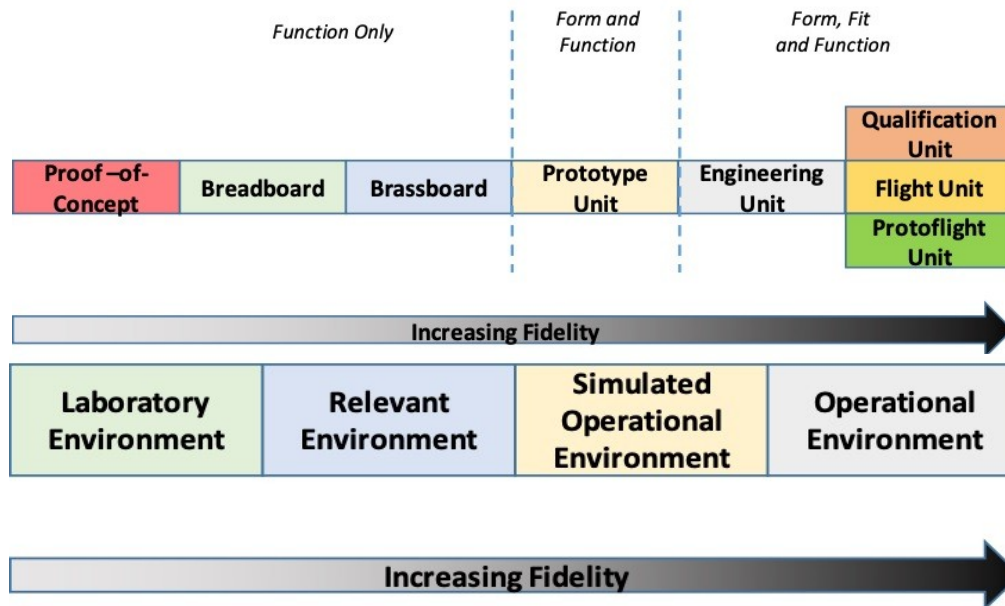 Function Only
Form and
Function
Form, Fit
and Function
Proof –of-
Concept
Breadboard
Brassboard
Prototype
Unit
Engineering
Unit
Qualification
Unit
Flight Unit
Protoflight
Unit
Increasing Fidelity
Laboratory
Environment
Relevant
Environment
Simulated
Operational
Environment
Operational
Environment
Increasing Fidelity